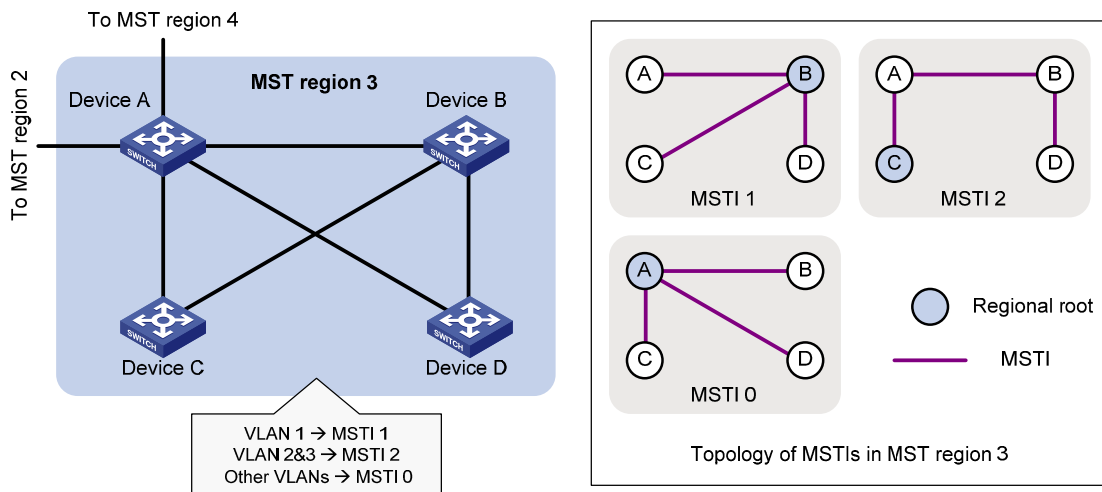 To MST region 4
To MST region 2
MST region 3
Device A
Device B
SWITCH
SWITCH
SWITCH
SWITCH
Device C
Device D
VLAN 1 → MSTI 1
VLAN 2&3 → MSTI 2
Other VLANs → MSTI 0
A
B
C
D
MSTI 1
A
B
C
D
MSTI 2
A
B
C
D
MSTI 0
Regional root
MSTI
Topology of MSTIs in MST region 3